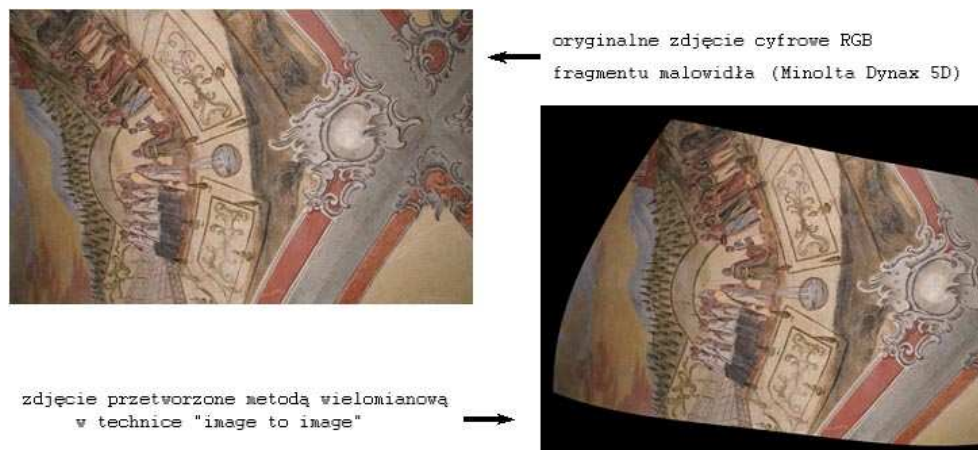 oryginalne zdjęcie cyfrowe RGB
fragmentu malowidła (Minolta Dynax 5D)
zdjęcie przetworzone metodą wielomianową
w technice "image to image"